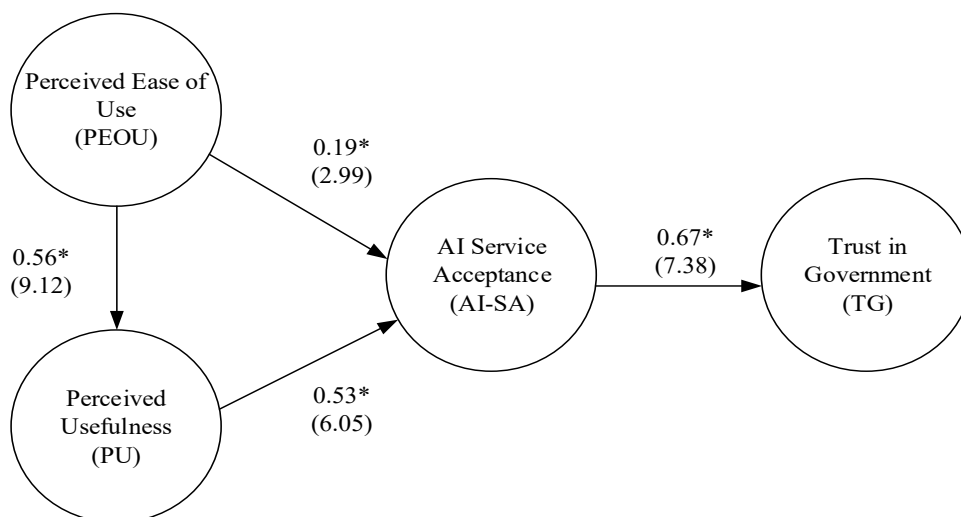 Perceived Ease of
Use
(PEOU)
0.19*
(2.99)
0.56*
(9.12)
AI Service
Acceptance
(AI-SA)
0.67*
(7.38)
Trust in
Government
(TG)
Perceived
Usefulness
(PU)
0.53*
(6.05)